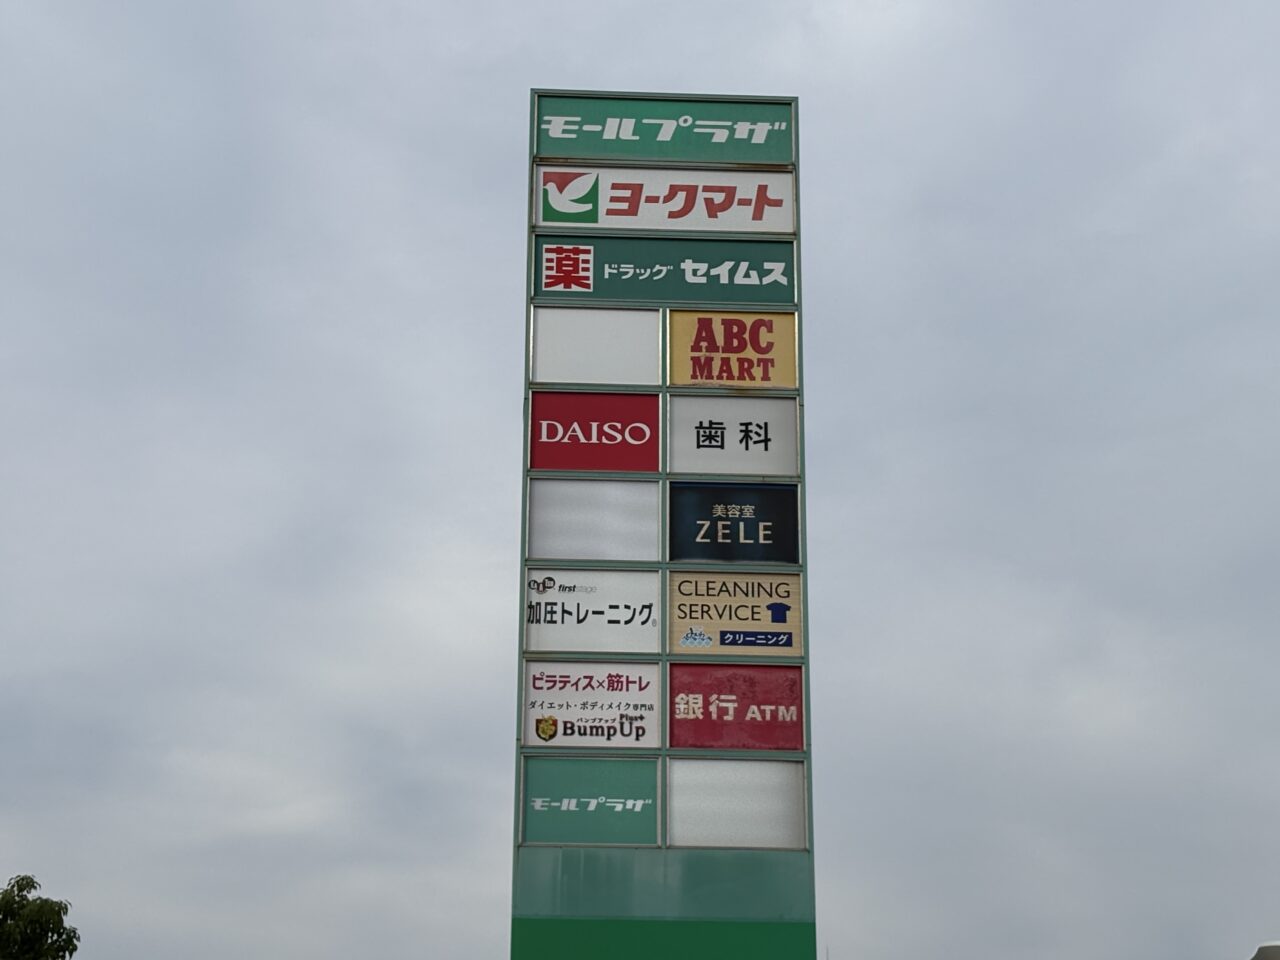 モールプラザ
ヨークマート
薬 ドラッグ セイムス
ABC
MART
DAISO
歯科
美容室
ZELE
firststage
加圧トレーニング®
CLEANING
SERVICE
クリーニング
ピラティス×筋トレ
ダイエット・ボディメイク専門店
バンプアップ Plus+
BumpUp
銀行 ATM
モールプラザ